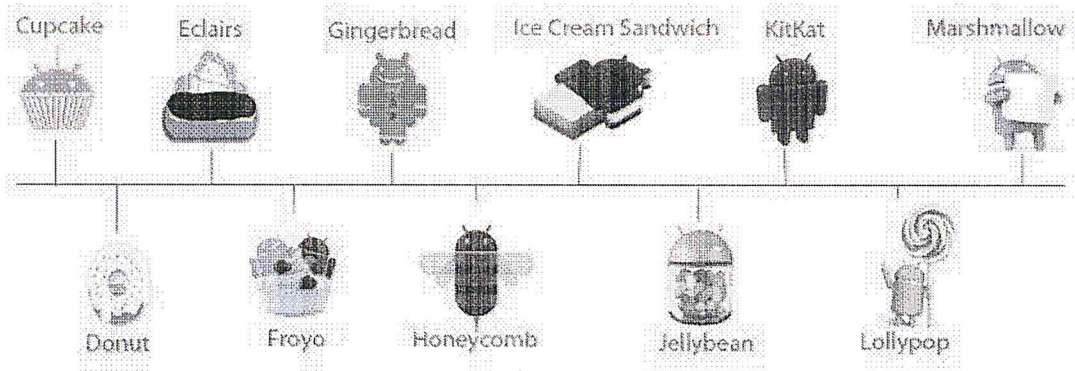 Cupcake
Eclairs
Gingerbread
Ice Cream Sandwich
KitKat
Marshmallow
Donut
Froyo
Honeycomb
Jellybean
Lollypop